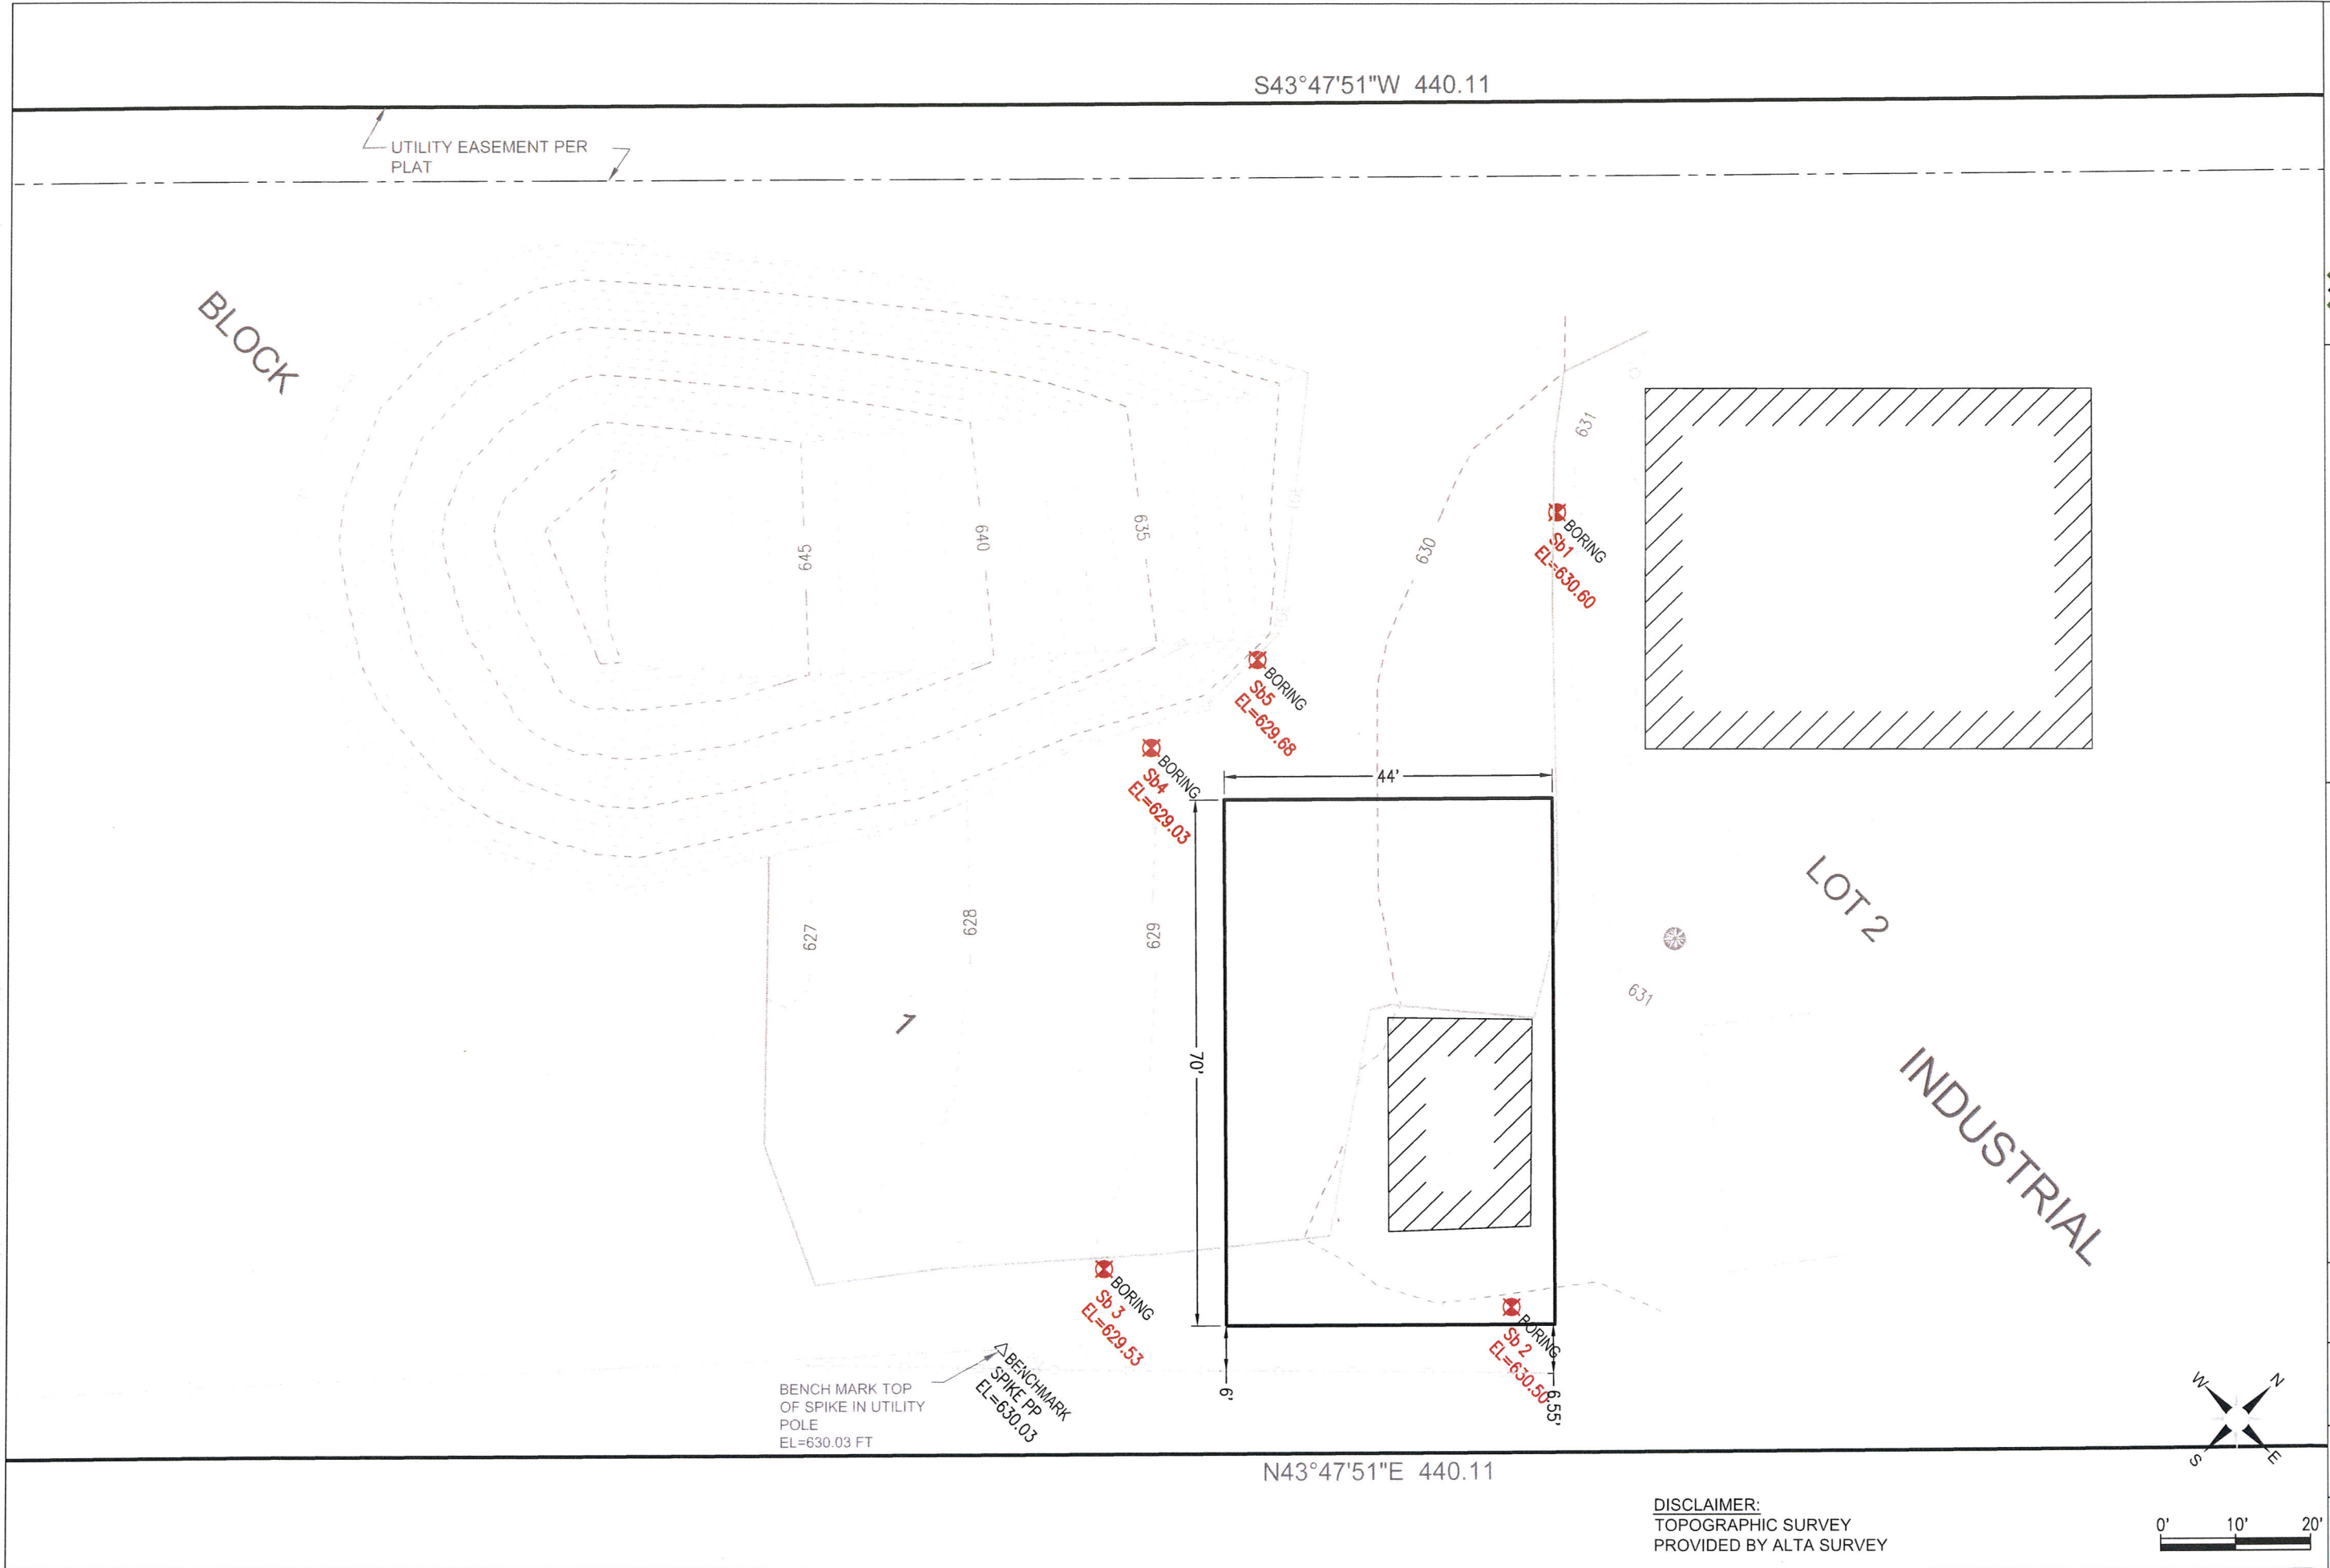 S43°47'51"W 440.11
UTILITY EASEMENT PER
PLAT
BLOCK
631
BORING
Sb1
EL=630.60
645
640
635
630
BORING
Sb5
EL=629.68
BORING
Sb4
EL=629.03
44'
LOT 2
627
628
629
631
1
70'
INDUSTRIAL
BORING
Sb 3
EL=629.53
BORING
Sb 2
EL=630.50
BENCHMARK
SPIKE PP
EL=630.03
BENCH MARK TOP
OF SPIKE IN UTILITY
POLE
EL=630.03 FT
6'
6.55'
W
N
S
E
N43°47'51"E 440.11
DISCLAIMER:
TOPOGRAPHIC SURVEY
PROVIDED BY ALTA SURVEY
0' 10' 20'